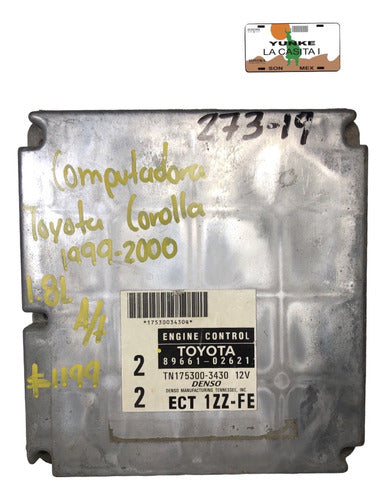 YUNKE
LA CASITA I
SON MEX
273-19
Computadora
Toyota Corolla
1999-2000
1.8L
A/t
#1199
*17530034304*
ENGINE CONTROL
TOYOTA
89661-02621
2 TN175300-3430 12V
DENSO
DENSO MANUFACTURING TENNESSEE, INC.
2 ECT 1ZZ-FE